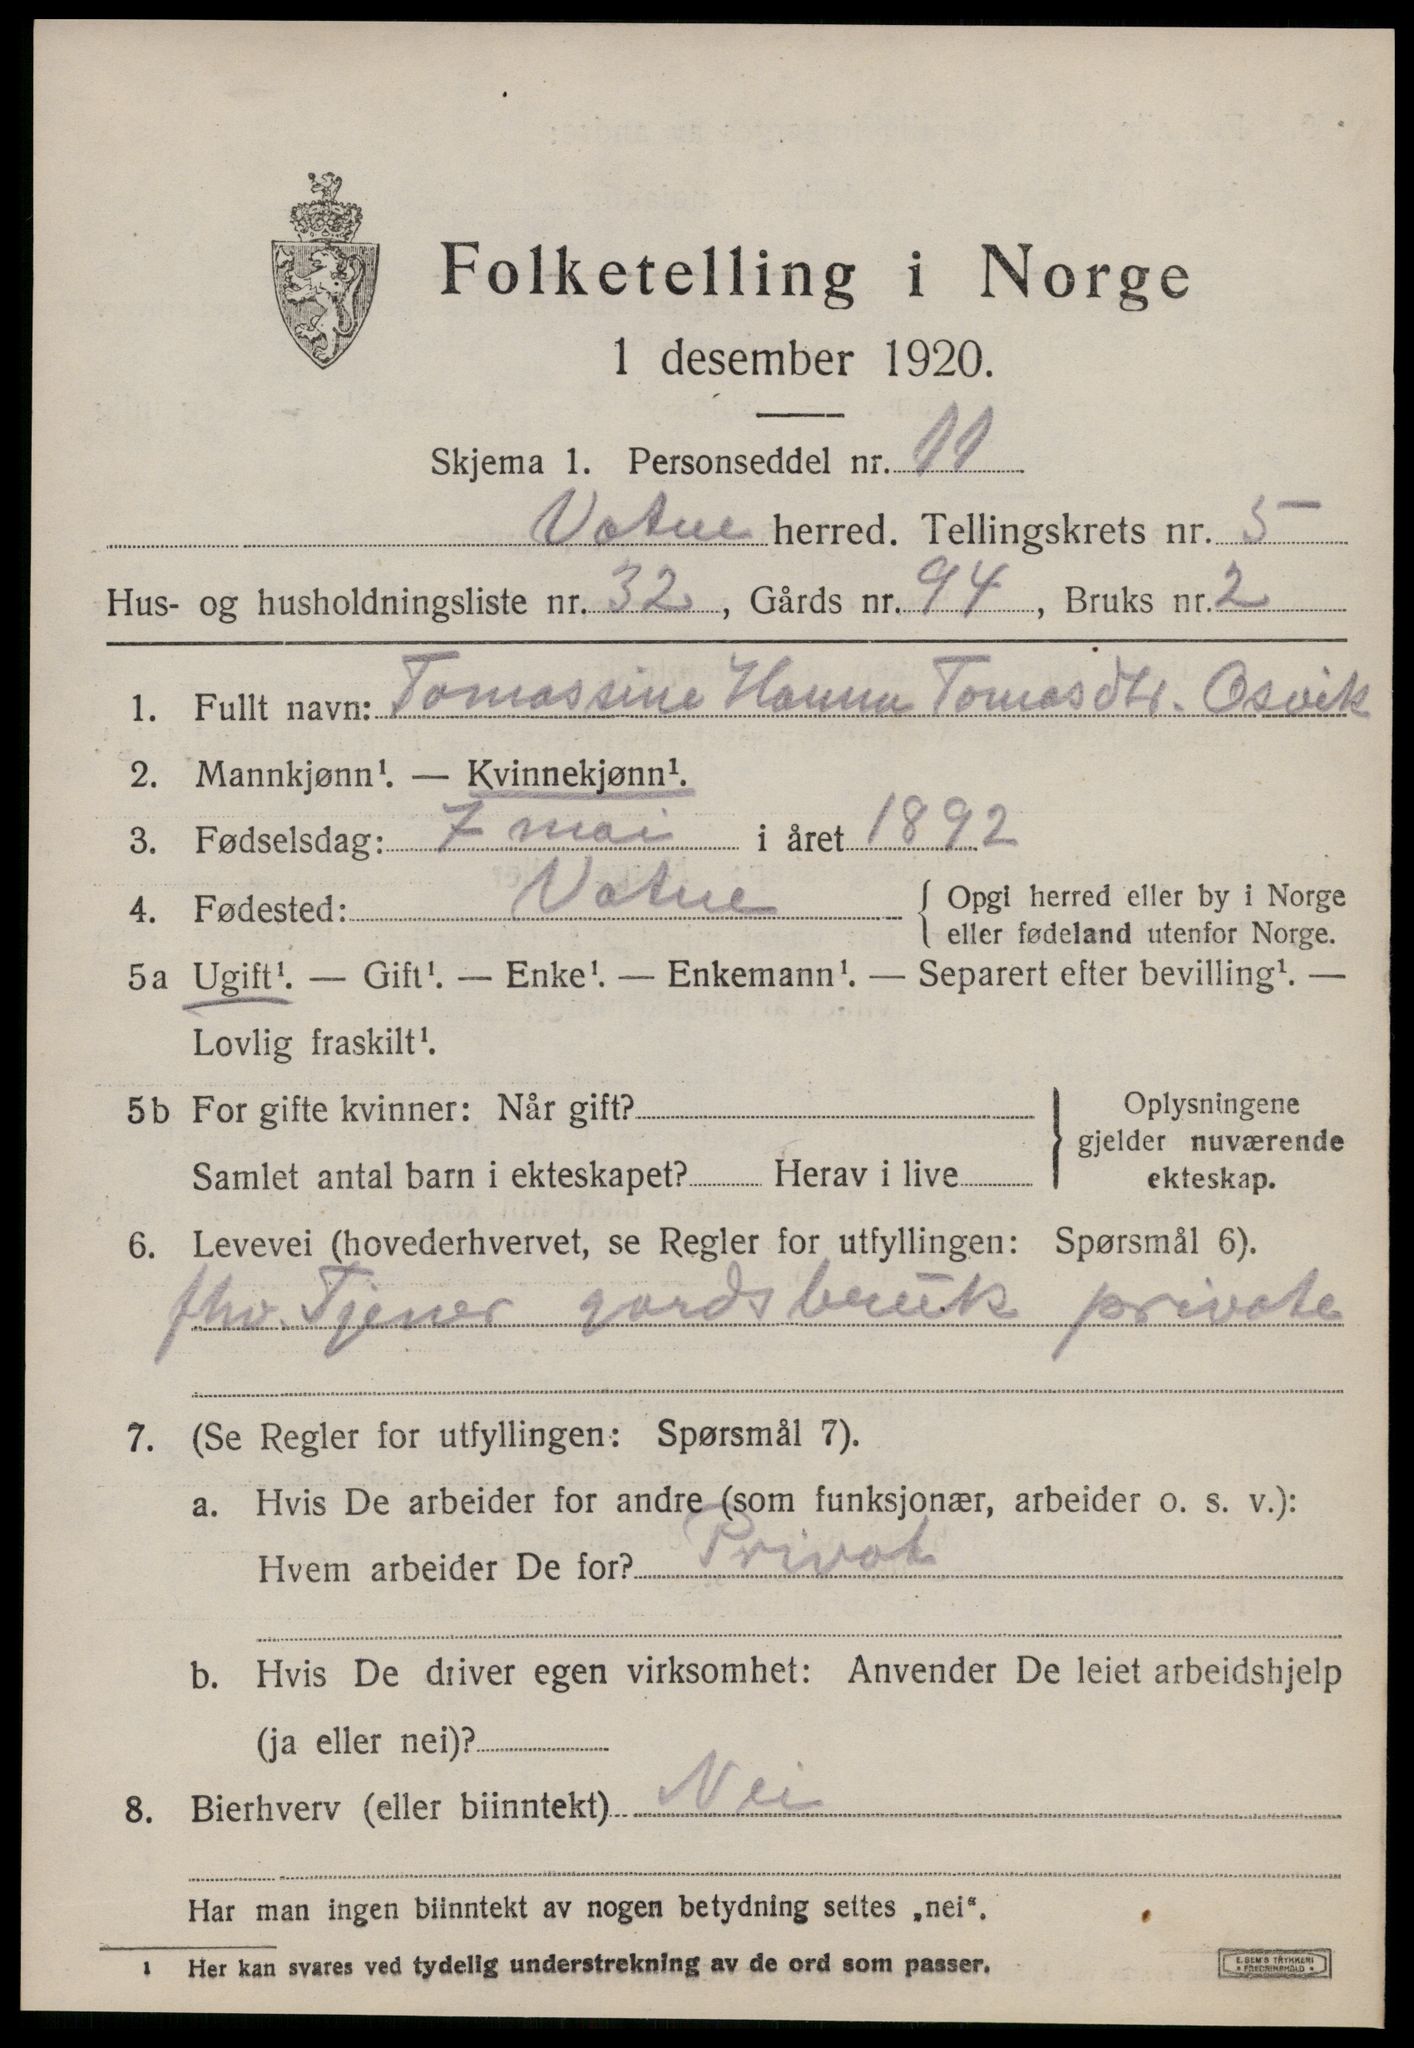 Folketelling i Norge
1 desember 1920.
Skjema 1. Personseddel nr. 11
Vatne herred. Tellingskrets nr. 5
Hus- og husholdningsliste nr. 32, Gårds nr. 94, Bruks nr. 2
1. Fullt navn: Tomassine Hanna Tomasdtr. Osvik
2. Mannkjønn¹. — Kvinnekjønn¹.
3. Fødselsdag: 7 mai i året 1892
4. Fødested: Vatne { Opgi herred eller by i Norge
eller fødeland utenfor Norge.
5a Ugift¹. — Gift¹. — Enke¹. — Enkemann¹. — Separert efter bevilling¹. —
Lovlig fraskilt¹.
5b For gifte kvinner: Når gift? } Oplysningene
gjelder nuværende
Samlet antal barn i ekteskapet? Herav i live ekteskap.
6. Levevei (hovederhvervet, se Regler for utfyllingen: Spørsmål 6).
fhv. Tjener gardsbruk private
7. (Se Regler for utfyllingen: Spørsmål 7).
a. Hvis De arbeider for andre (som funksjonær, arbeider o. s. v.):
Hvem arbeider De for? Privat
b. Hvis De driver egen virksomhet: Anvender De leiet arbeidshjelp
(ja eller nei)?
8. Bierhverv (eller biinntekt) Nei
Har man ingen biinntekt av nogen betydning settes „nei“.
1 Her kan svares ved tydelig understrekning av de ord som passer.
E. SEM'S TRYKKERI
* FREDRIKSHALD *